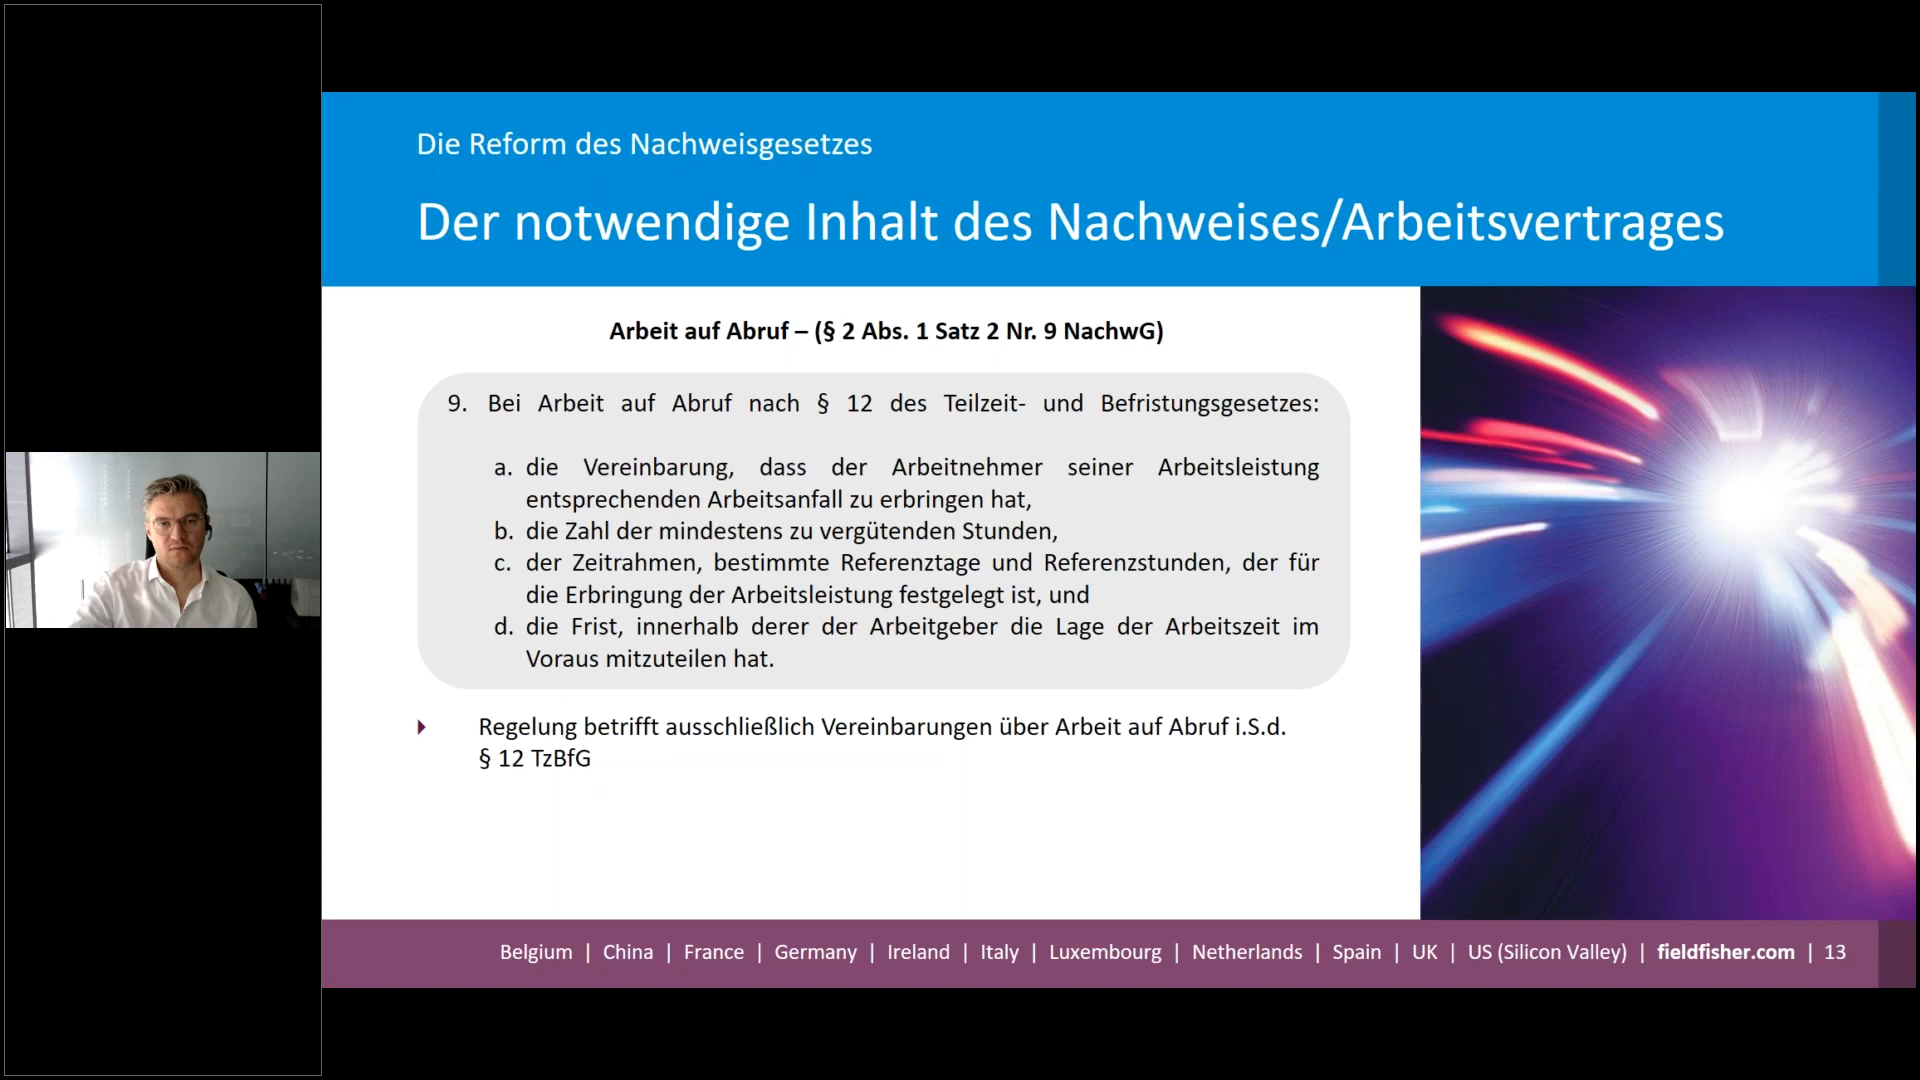 Die Reform des Nachweisgesetzes
Der notwendige Inhalt des Nachweises/Arbeitsvertrages
Arbeit auf Abruf – (§ 2 Abs. 1 Satz 2 Nr. 9 NachwG)
9. Bei Arbeit auf Abruf nach § 12 des Teilzeit- und Befristungsgesetzes:
a. die Vereinbarung, dass der Arbeitnehmer seiner Arbeitsleistung
entsprechenden Arbeitsanfall zu erbringen hat,
b. die Zahl der mindestens zu vergütenden Stunden,
c. der Zeitrahmen, bestimmte Referenztage und Referenzstunden, der für
die Erbringung der Arbeitsleistung festgelegt ist, und
d. die Frist, innerhalb derer der Arbeitgeber die Lage der Arbeitszeit im
Voraus mitzuteilen hat.
Regelung betrifft ausschließlich Vereinbarungen über Arbeit auf Abruf i.S.d.
§ 12 TzBfG
Belgium | China | France | Germany | Ireland | Italy | Luxembourg | Netherlands | Spain | UK | US (Silicon Valley) | fieldfisher.com | 13